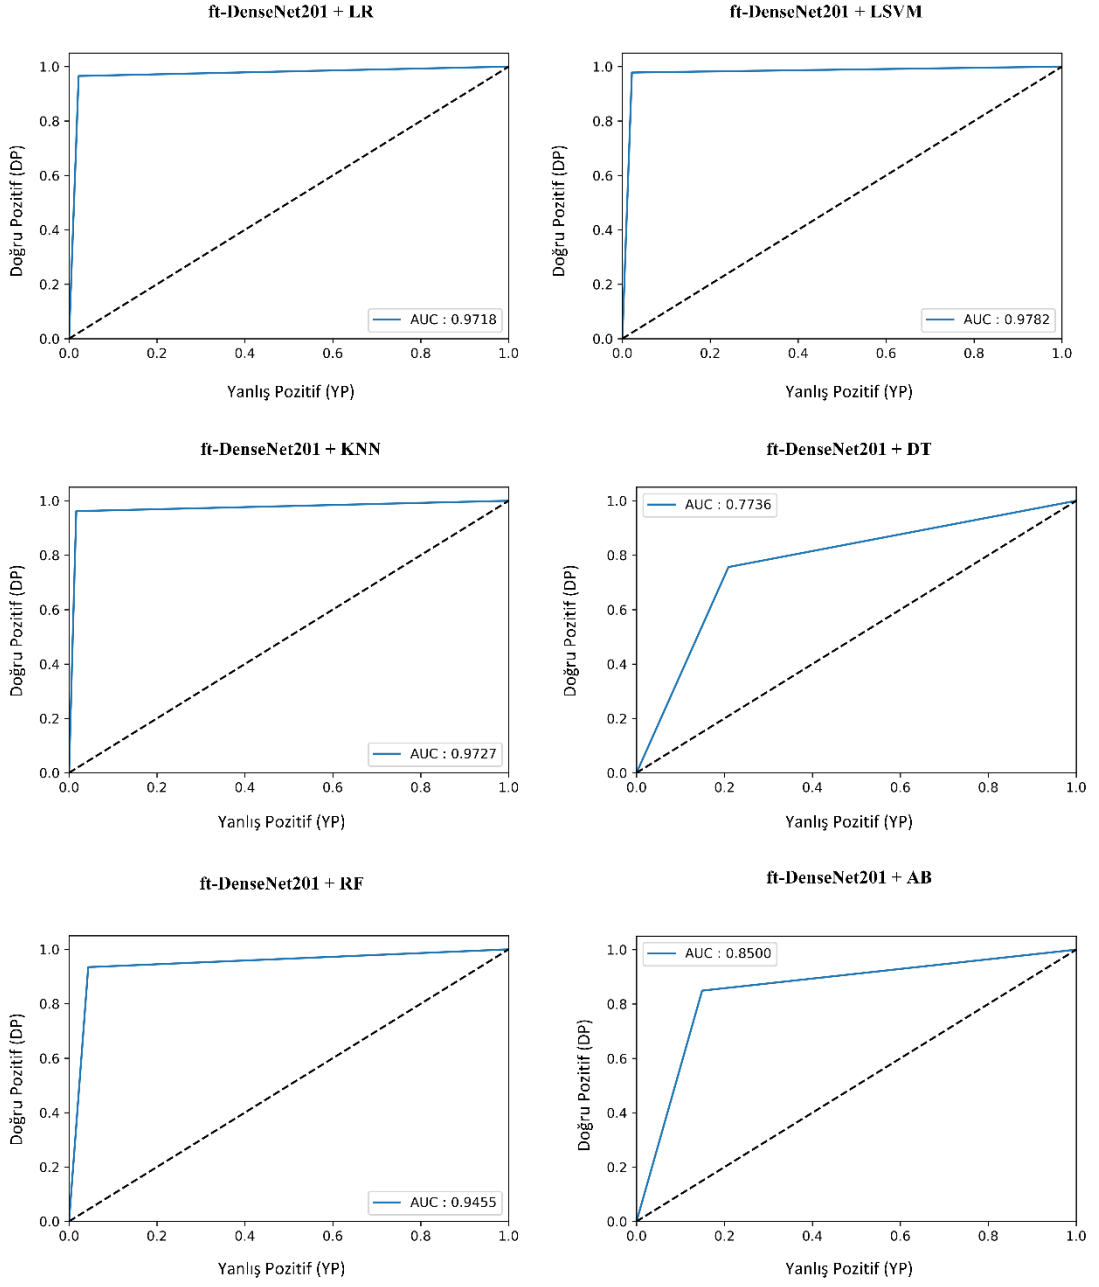 ft-DenseNet201 + LR
1.0
0.8
0.6
0.4
0.2
0.0
Doğru Pozitif (DP)
AUC : 0.9718
0.0 0.2 0.4 0.6 0.8 1.0
Yanlış Pozitif (YP)
ft-DenseNet201 + LSVM
1.0
0.8
0.6
0.4
0.2
0.0
Doğru Pozitif (DP)
AUC : 0.9782
0.0 0.2 0.4 0.6 0.8 1.0
Yanlış Pozitif (YP)
ft-DenseNet201 + KNN
1.0
0.8
0.6
0.4
0.2
0.0
Doğru Pozitif (DP)
AUC : 0.9727
0.0 0.2 0.4 0.6 0.8 1.0
Yanlış Pozitif (YP)
ft-DenseNet201 + DT
AUC : 0.7736
1.0
0.8
0.6
0.4
0.2
0.0
Doğru Pozitif (DP)
0.0 0.2 0.4 0.6 0.8 1.0
Yanlış Pozitif (YP)
ft-DenseNet201 + RF
1.0
0.8
0.6
0.4
0.2
0.0
Doğru Pozitif (DP)
AUC : 0.9455
0.0 0.2 0.4 0.6 0.8 1.0
Yanlış Pozitif (YP)
ft-DenseNet201 + AB
AUC : 0.8500
1.0
0.8
0.6
0.4
0.2
0.0
Doğru Pozitif (DP)
0.0 0.2 0.4 0.6 0.8 1.0
Yanlış Pozitif (YP)